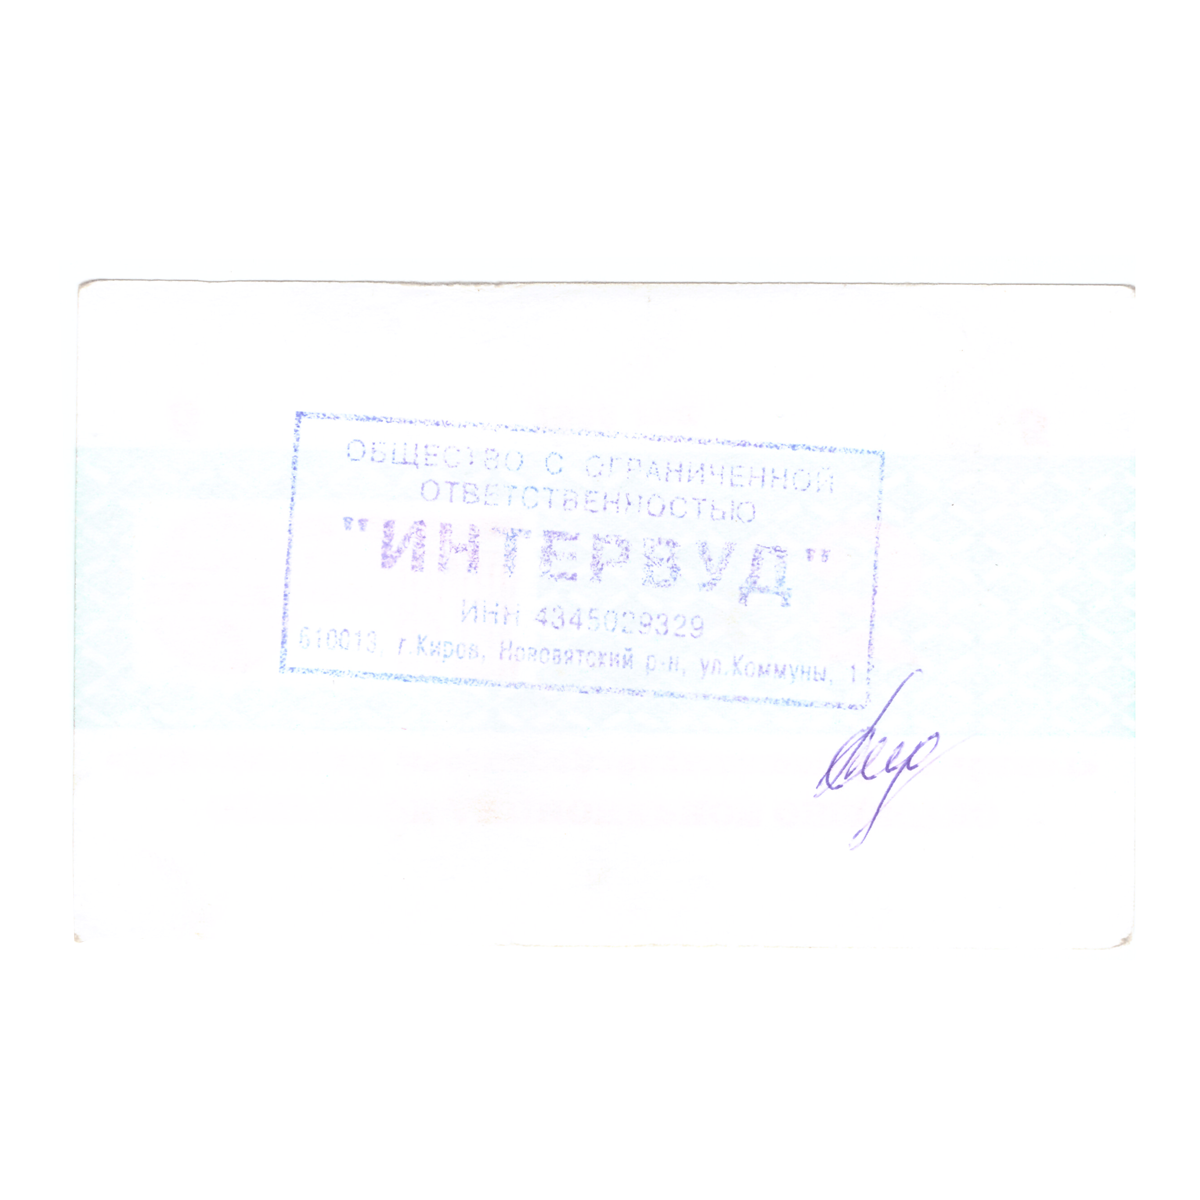 ОБЩЕСТВО С ОГРАНИЧЕННОЙ
ОТВЕТСТВЕННОСТЬЮ
"ИНТЕРВУД"
ИНН 4345029329
610013 г.Киров, Нововятский р-н, ул.Коммуны, 1